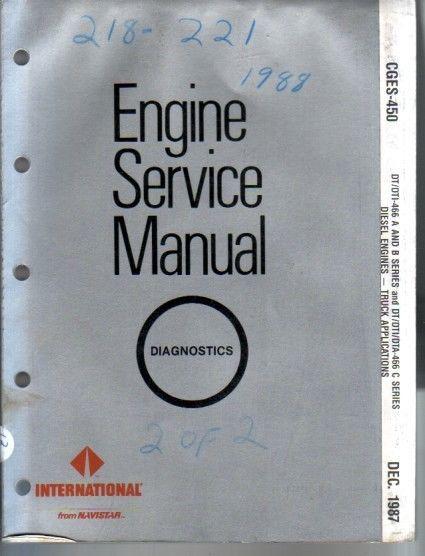 218-221
1988
Engine
Service
Manual
DIAGNOSTICS
2 OF 2
INTERNATIONAL®
from NAVISTAR™
CGES-450
DT/DTI-466 A AND B SERIES and DT/DTI/DTA-466 C SERIES
DIESEL ENGINES — TRUCK APPLICATIONS
DEC. 1987